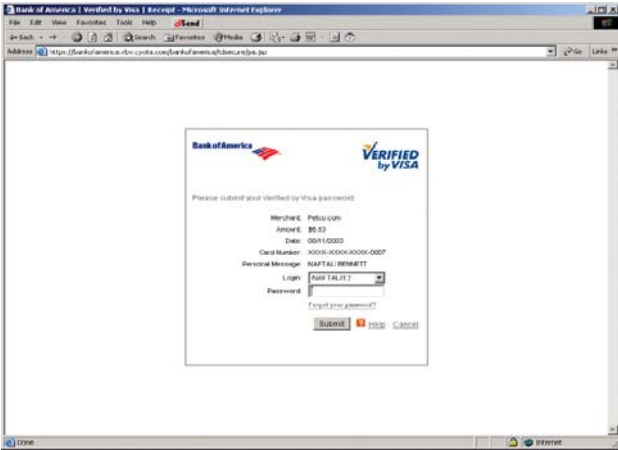 Bank of America | Verified by Visa | Receipt - Microsoft Internet Explorer
File Edit View Favorites Tools Help Send
Back Search Favorites Media
Address https://bankofamerica.vbv.cyota.com/bankofamerica/tdsecure/pa.jsp Go Links »
Bank of America
VERIFIED
by VISA
Please submit your Verified by Visa password.
Merchant: Petco.com
Amount: $6.93
Date: 08/11/2003
Card Number: XXXX-XXXX-XXXX-0007
Personal Message: NAFTALI BENNETT
Login: NAFTALI12
Password:
Forgot your password?
Submit ? Help Cancel
Done Internet